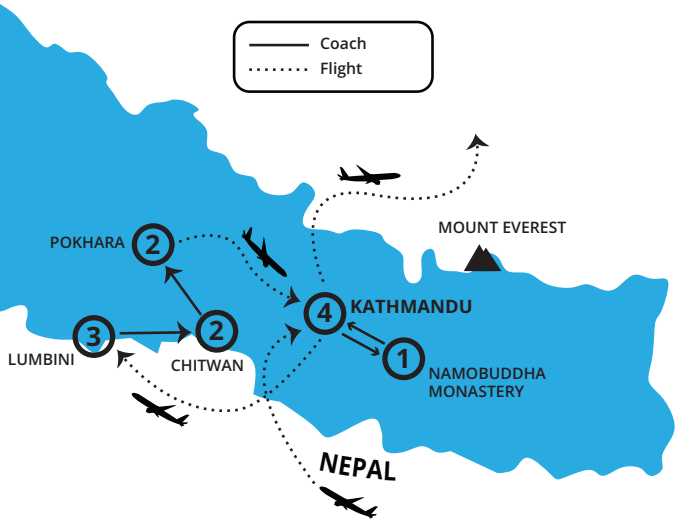 Coach
Flight
MOUNT EVEREST
POKHARA
2
4
KATHMANDU
3
2
1
LUMBINI
CHITWAN
NAMOBUDDHA
MONASTERY
NEPAL